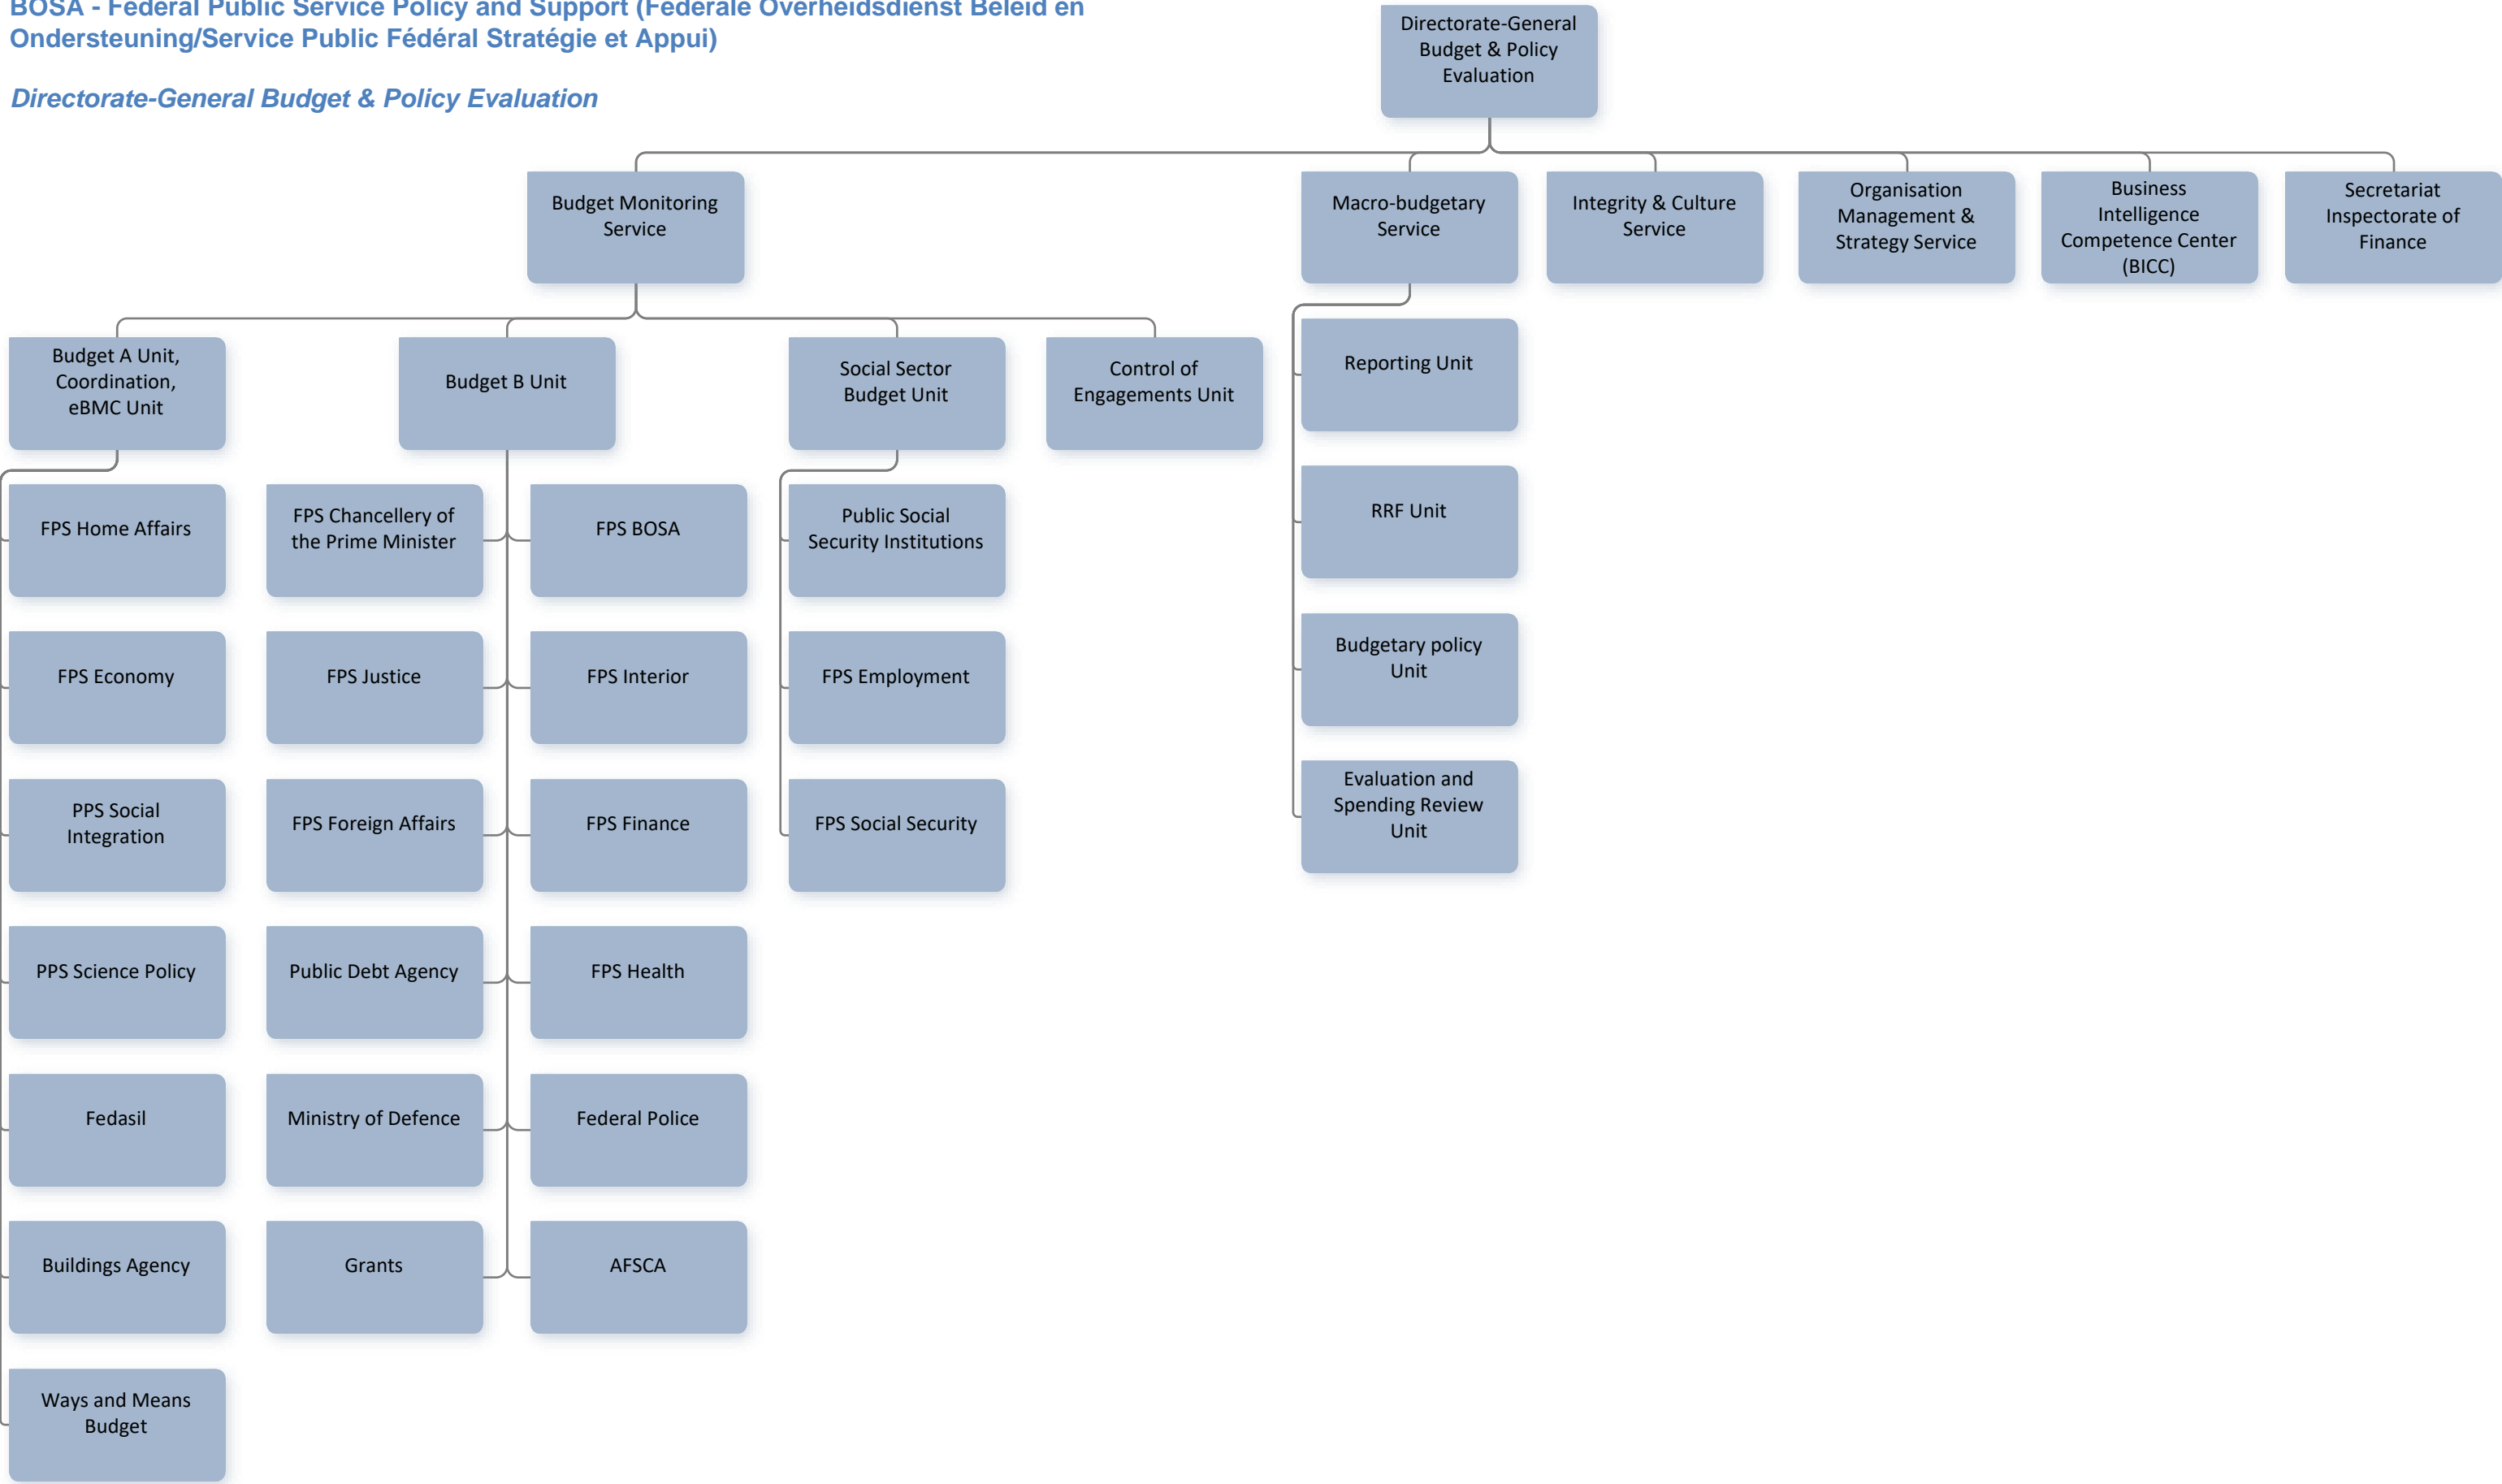 BOSA - Federal Public Service Policy and Support (Federale Overheidsdienst Beleid en
Ondersteuning/Service Public Fédéral Stratégie et Appui)
Directorate-General Budget & Policy Evaluation
Directorate-General
Budget & Policy
Evaluation
Budget Monitoring
Service
Macro-budgetary
Service
Integrity & Culture
Service
Organisation
Management &
Strategy Service
Business
Intelligence
Competence Center
(BICC)
Secretariat
Inspectorate of
Finance
Budget A Unit,
Coordination,
eBMC Unit
Budget B Unit
Social Sector
Budget Unit
Control of
Engagements Unit
Reporting Unit
RRF Unit
Budgetary policy
Unit
Evaluation and
Spending Review
Unit
FPS Home Affairs
FPS Economy
PPS Social
Integration
PPS Science Policy
Fedasil
Buildings Agency
Ways and Means
Budget
FPS Chancellery of
the Prime Minister
FPS BOSA
FPS Justice
FPS Interior
FPS Foreign Affairs
FPS Finance
Public Debt Agency
FPS Health
Ministry of Defence
Federal Police
Grants
AFSCA
Public Social
Security Institutions
FPS Employment
FPS Social Security